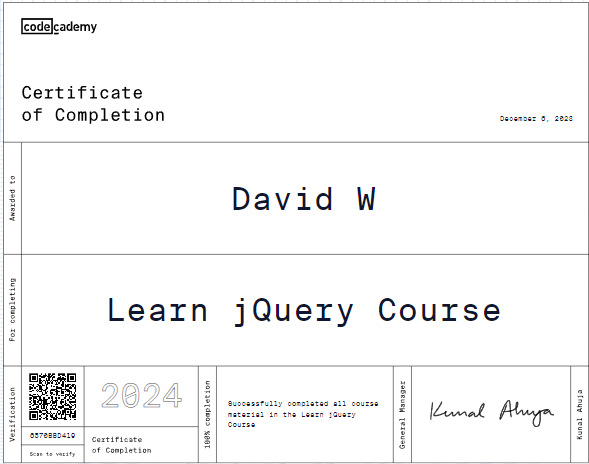 codecademy
Certificate
of Completion
December 6, 2023
Awarded to
David W
For completing
Learn jQuery Course
Verification
6570BBD419
Scan to verify
2024
Certificate
of Completion
100% completion
Successfully completed all course
material in the Learn jQuery
Course
General Manager
Kunal Ahuja
Kunal Ahuja